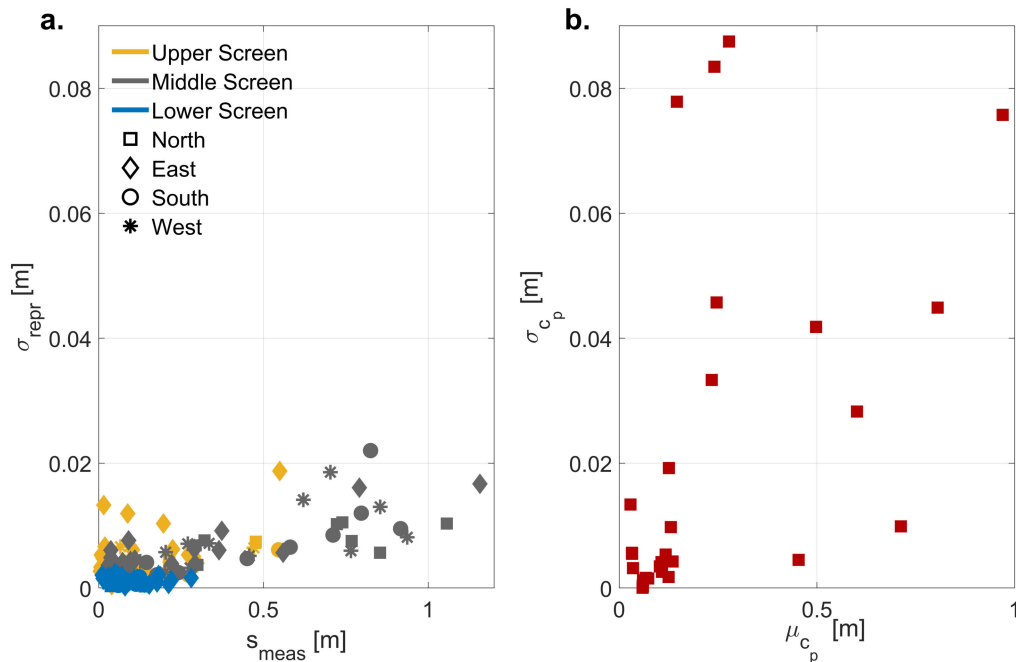 a.
Upper Screen
Middle Screen
Lower Screen
North
East
South
West
0.08
0.06
0.04
0.02
0
σrepr [m]
0
0.5
1
smeas [m]
b.
0.08
0.06
0.04
0.02
0
σcp [m]
0
0.5
1
μcp [m]